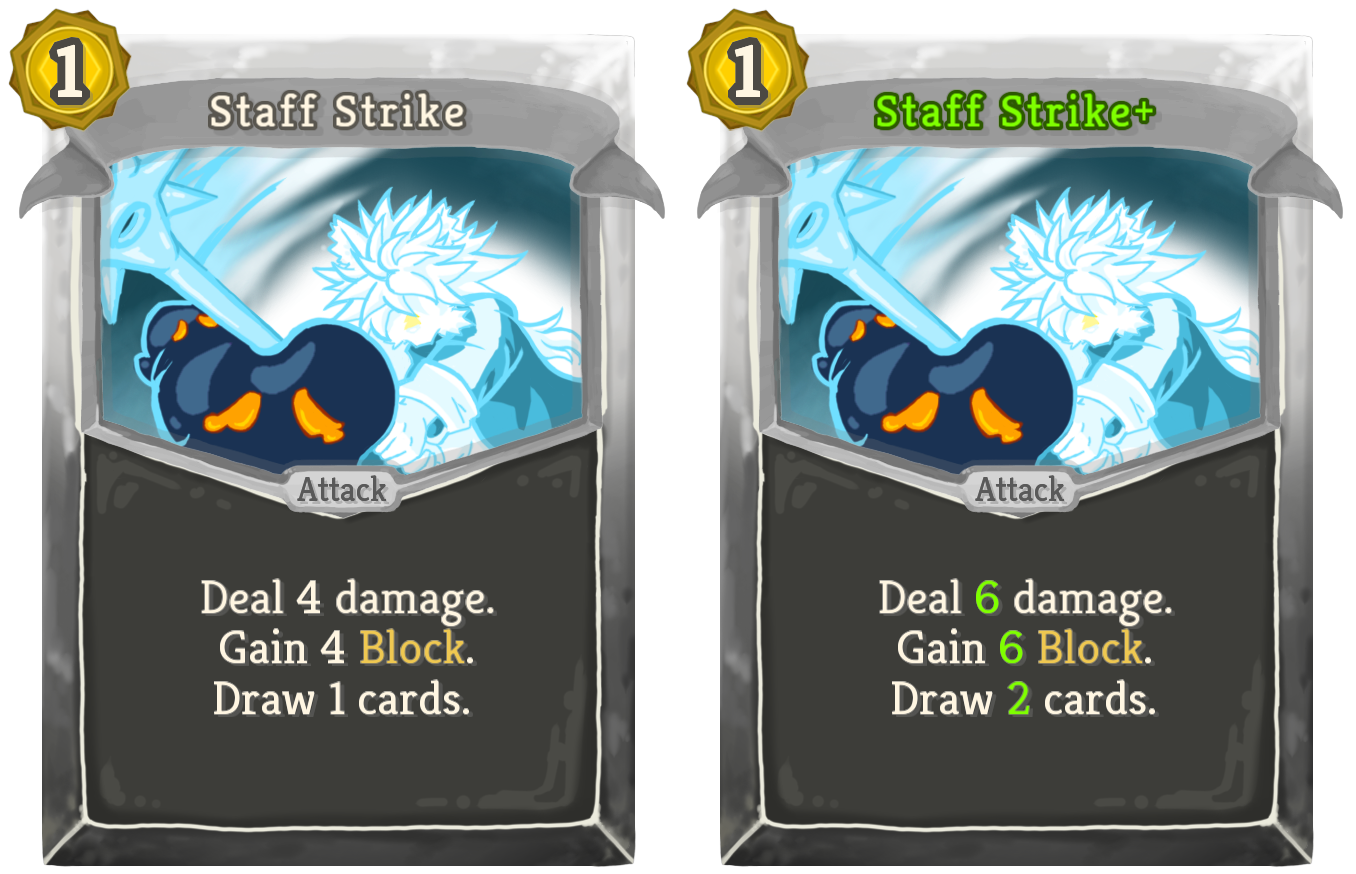 1
Staff Strike
Attack
Deal 4 damage.
Gain 4 Block.
Draw 1 cards.
1
Staff Strike+
Attack
Deal 6 damage.
Gain 6 Block.
Draw 2 cards.